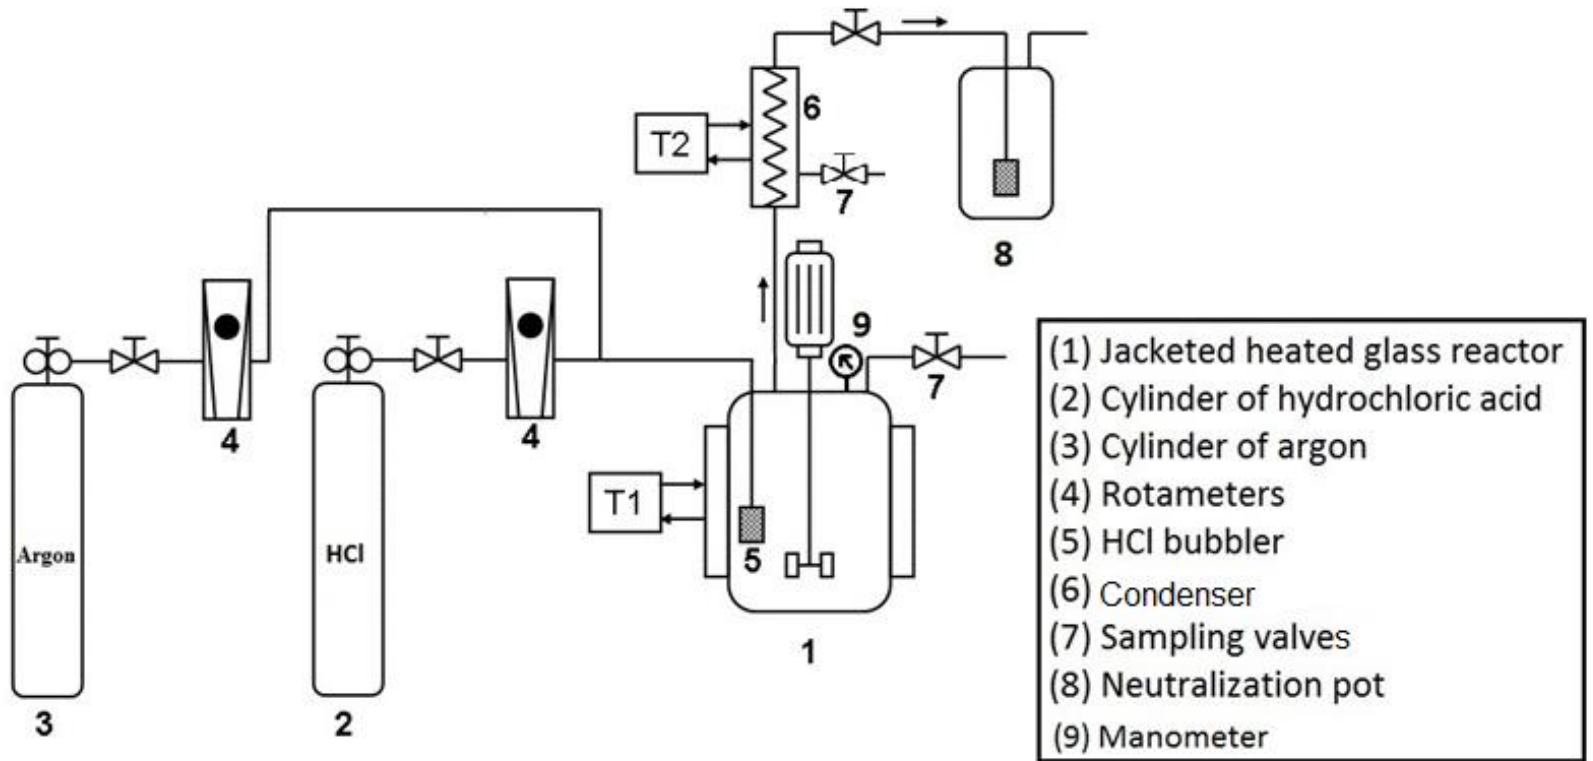 6
T2
7
8
4
4
9
7
T1
5
Argon
HCl
1
3
2
(1) Jacketed heated glass reactor
(2) Cylinder of hydrochloric acid
(3) Cylinder of argon
(4) Rotameters
(5) HCl bubbler
(6) Condenser
(7) Sampling valves
(8) Neutralization pot
(9) Manometer